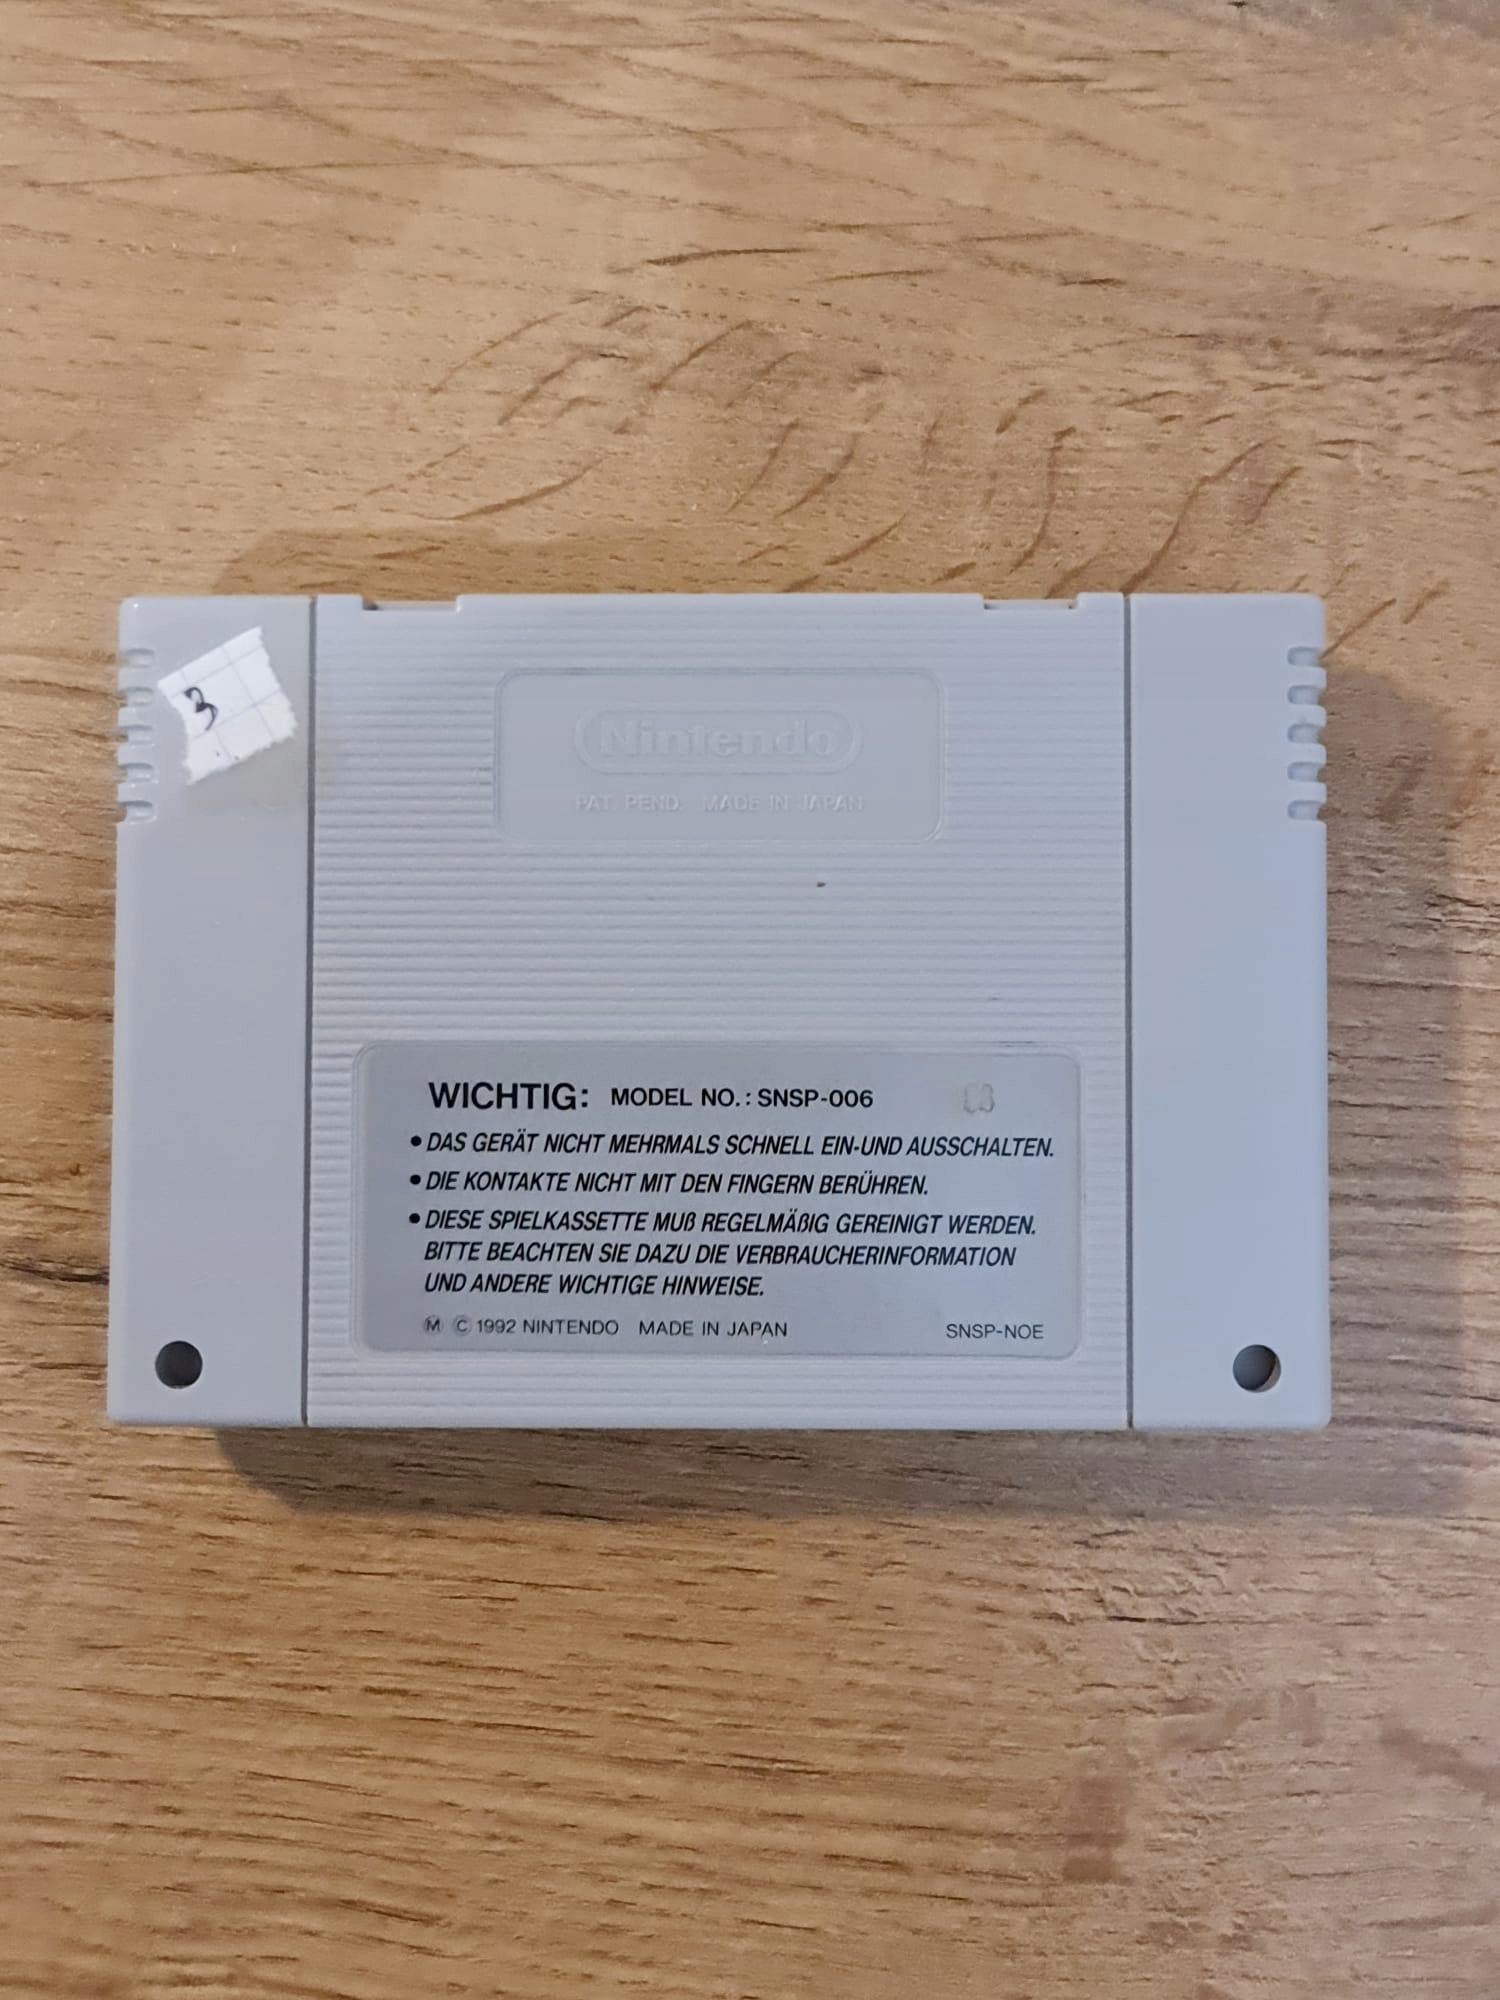 3
Nintendo
PAT. PEND. MADE IN JAPAN
WICHTIG: MODEL NO.: SNSP-006
• DAS GERÄT NICHT MEHRMALS SCHNELL EIN-UND AUSSCHALTEN.
• DIE KONTAKTE NICHT MIT DEN FINGERN BERÜHREN.
• DIESE SPIELKASSETTE MUß REGELMÄßIG GEREINIGT WERDEN.
BITTE BEACHTEN SIE DAZU DIE VERBRAUCHERINFORMATION
UND ANDERE WICHTIGE HINWEISE.
Ⓜ © 1992 NINTENDO MADE IN JAPAN SNSP-NOE